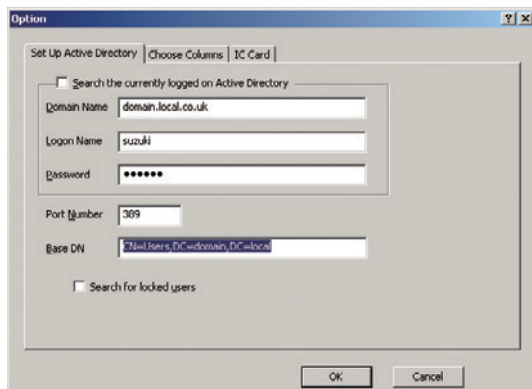 Option
Set Up Active Directory
Choose Columns
IC Card
Search the currently logged on Active Directory
Domain Name
domain.local.co.uk
Logon Name
suzuki
Password
●●●●●●
Port Number
389
Base DN
CN=Users,DC=domain,DC=local
Search for locked users
OK
Cancel